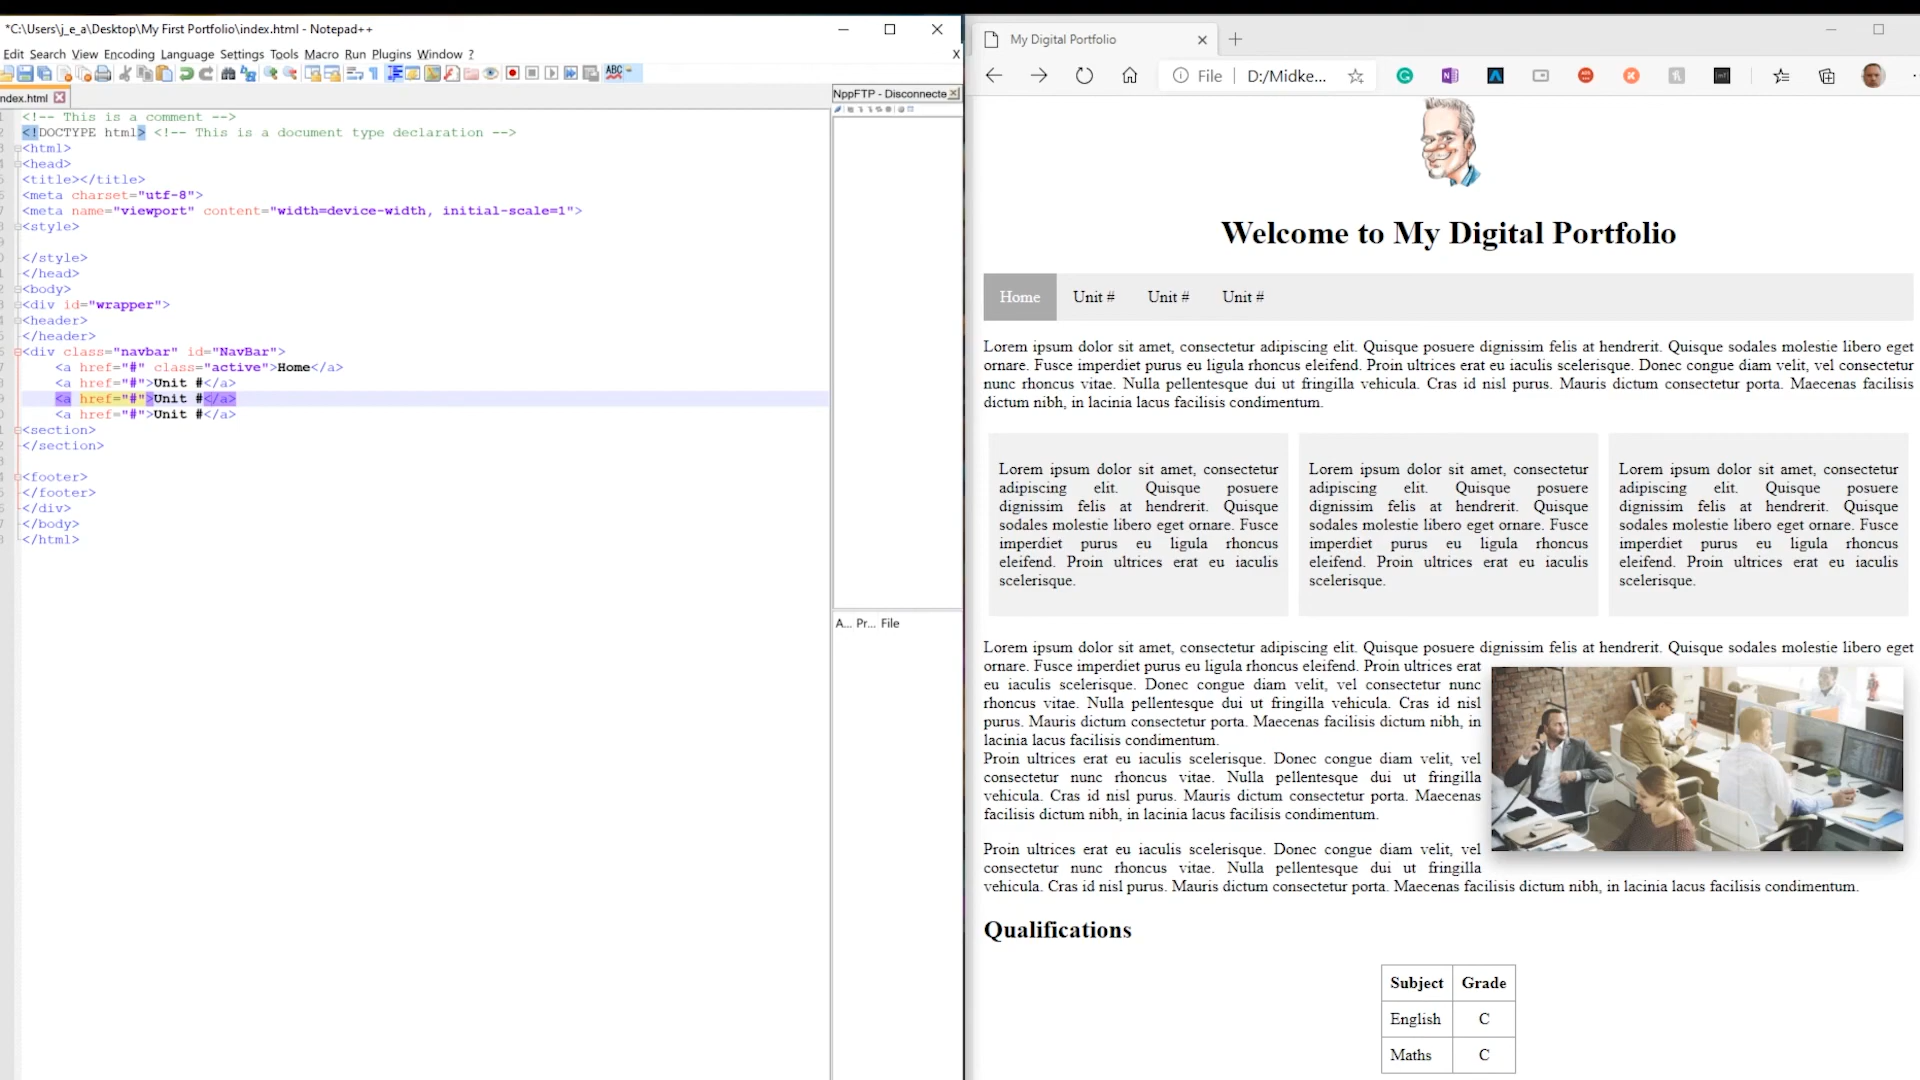 *C:\Users\j_e_a\Desktop\My First Portfolio\index.html - Notepad++
Edit Search View Encoding Language Settings Tools Macro Run Plugins Window ? X
ABC
ndex.html
<!-- This is a comment -->
<!DOCTYPE html> <!-- This is a document type declaration -->
<html>
<head>
<title></title>
<meta charset="utf-8">
<meta name="viewport" content="width=device-width, initial-scale=1">
<style>
</style>
</head>
<body>
<div id="wrapper">
<header>
</header>
<div class="navbar" id="NavBar">
<a href="#" class="active">Home</a>
<a href="#">Unit #</a>
<a href="#">Unit #</a>
<a href="#">Unit #</a>
<section>
</section>
<footer>
</footer>
</div>
</body>
</html>
NppFTP - Disconnecte
A... Pr... File
My Digital Portfolio
File D:/Midke...
Welcome to My Digital Portfolio
Home Unit # Unit # Unit #
Lorem ipsum dolor sit amet, consectetur adipiscing elit. Quisque posuere dignissim felis at hendrerit. Quisque sodales molestie libero eget
ornare. Fusce imperdiet purus eu ligula rhoncus eleifend. Proin ultrices erat eu iaculis scelerisque. Donec congue diam velit, vel consectetur
nunc rhoncus vitae. Nulla pellentesque dui ut fringilla vehicula. Cras id nisl purus. Mauris dictum consectetur porta. Maecenas facilisis
dictum nibh, in lacinia lacus facilisis condimentum.
Lorem ipsum dolor sit amet, consectetur
adipiscing elit. Quisque posuere
dignissim felis at hendrerit. Quisque
sodales molestie libero eget ornare. Fusce
imperdiet purus eu ligula rhoncus
eleifend. Proin ultrices erat eu iaculis
scelerisque.
Lorem ipsum dolor sit amet, consectetur
adipiscing elit. Quisque posuere
dignissim felis at hendrerit. Quisque
sodales molestie libero eget ornare. Fusce
imperdiet purus eu ligula rhoncus
eleifend. Proin ultrices erat eu iaculis
scelerisque.
Lorem ipsum dolor sit amet, consectetur
adipiscing elit. Quisque posuere
dignissim felis at hendrerit. Quisque
sodales molestie libero eget ornare. Fusce
imperdiet purus eu ligula rhoncus
eleifend. Proin ultrices erat eu iaculis
scelerisque.
Lorem ipsum dolor sit amet, consectetur adipiscing elit. Quisque posuere dignissim felis at hendrerit. Quisque sodales molestie libero eget
ornare. Fusce imperdiet purus eu ligula rhoncus eleifend. Proin ultrices erat
eu iaculis scelerisque. Donec congue diam velit, vel consectetur nunc
rhoncus vitae. Nulla pellentesque dui ut fringilla vehicula. Cras id nisl
purus. Mauris dictum consectetur porta. Maecenas facilisis dictum nibh, in
lacinia lacus facilisis condimentum.
Proin ultrices erat eu iaculis scelerisque. Donec congue diam velit, vel
consectetur nunc rhoncus vitae. Nulla pellentesque dui ut fringilla
vehicula. Cras id nisl purus. Mauris dictum consectetur porta. Maecenas
facilisis dictum nibh, in lacinia lacus facilisis condimentum.
Proin ultrices erat eu iaculis scelerisque. Donec congue diam velit, vel
consectetur nunc rhoncus vitae. Nulla pellentesque dui ut fringilla
vehicula. Cras id nisl purus. Mauris dictum consectetur porta. Maecenas facilisis dictum nibh, in lacinia lacus facilisis condimentum.
Qualifications
Subject Grade
English C
Maths C